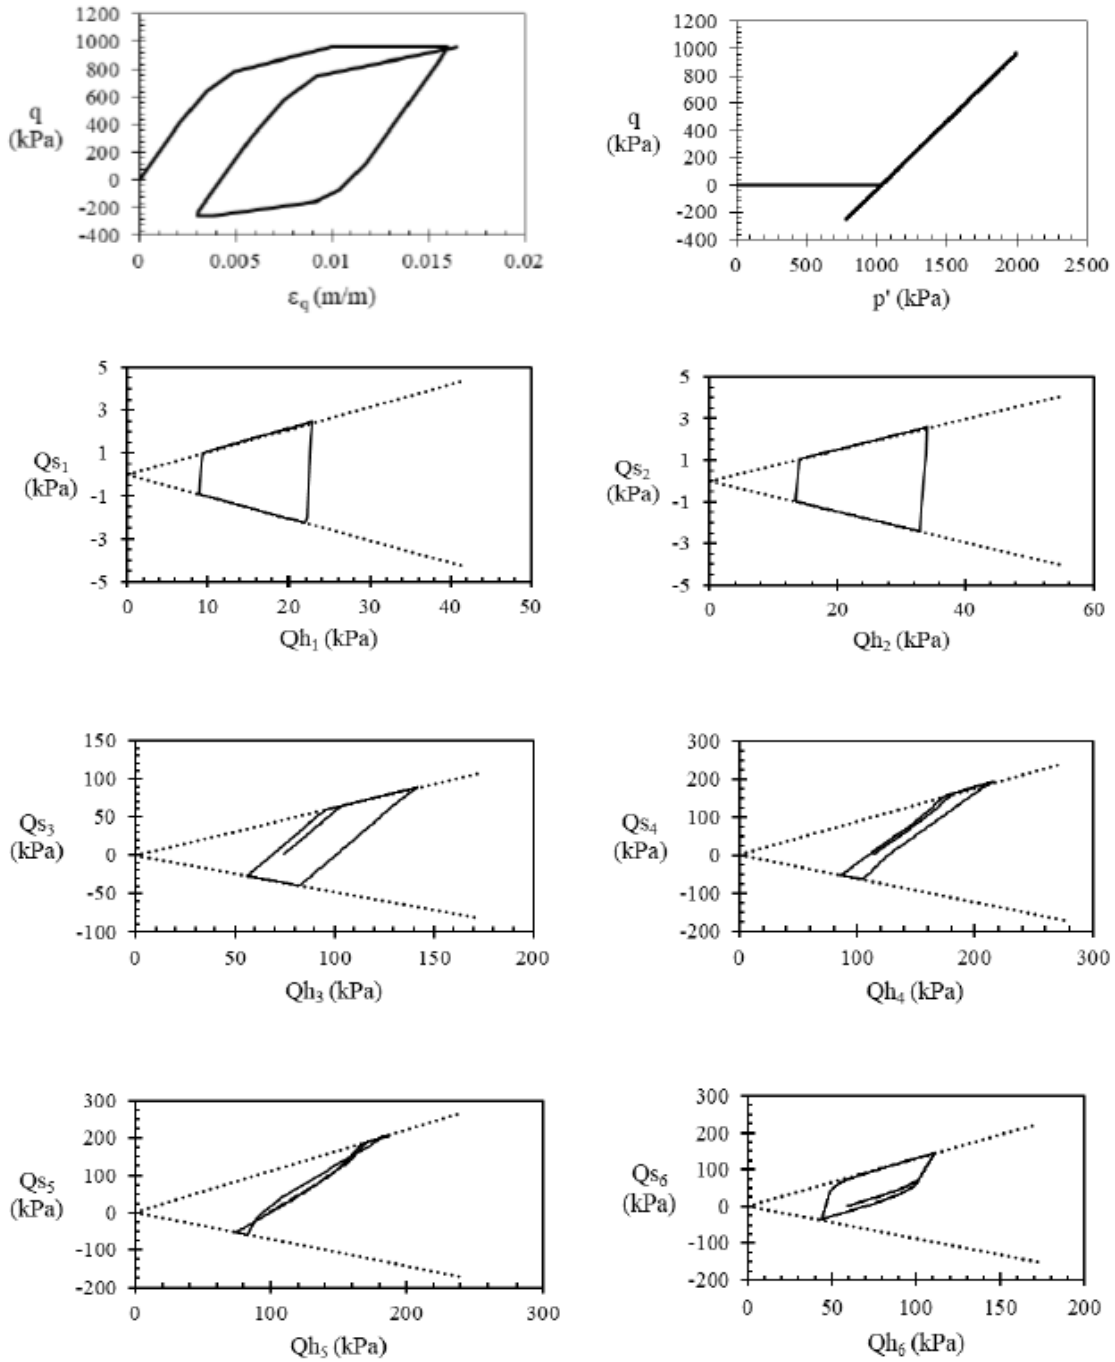 1200
1000
800
600
400
200
0
-200
-400
q
(kPa)
0 0.005 0.01 0.015 0.02
εq (m/m)
1200
1000
800
600
400
200
0
-200
-400
q
(kPa)
0 500 1000 1500 2000 2500
p' (kPa)
5
3
1
-1
-3
-5
Qs1
(kPa)
0 10 20 30 40 50
Qh1 (kPa)
5
3
1
-1
-3
-5
Qs2
(kPa)
0 20 40 60
Qh2 (kPa)
150
100
50
0
-50
-100
Qs3
(kPa)
0 50 100 150 200
Qh3 (kPa)
300
200
100
0
-100
-200
Qs4
(kPa)
0 100 200 300
Qh4 (kPa)
300
200
100
0
-100
-200
Qs5
(kPa)
0 100 200 300
Qh5 (kPa)
300
200
100
0
-100
-200
Qs6
(kPa)
0 50 100 150 200
Qh6 (kPa)